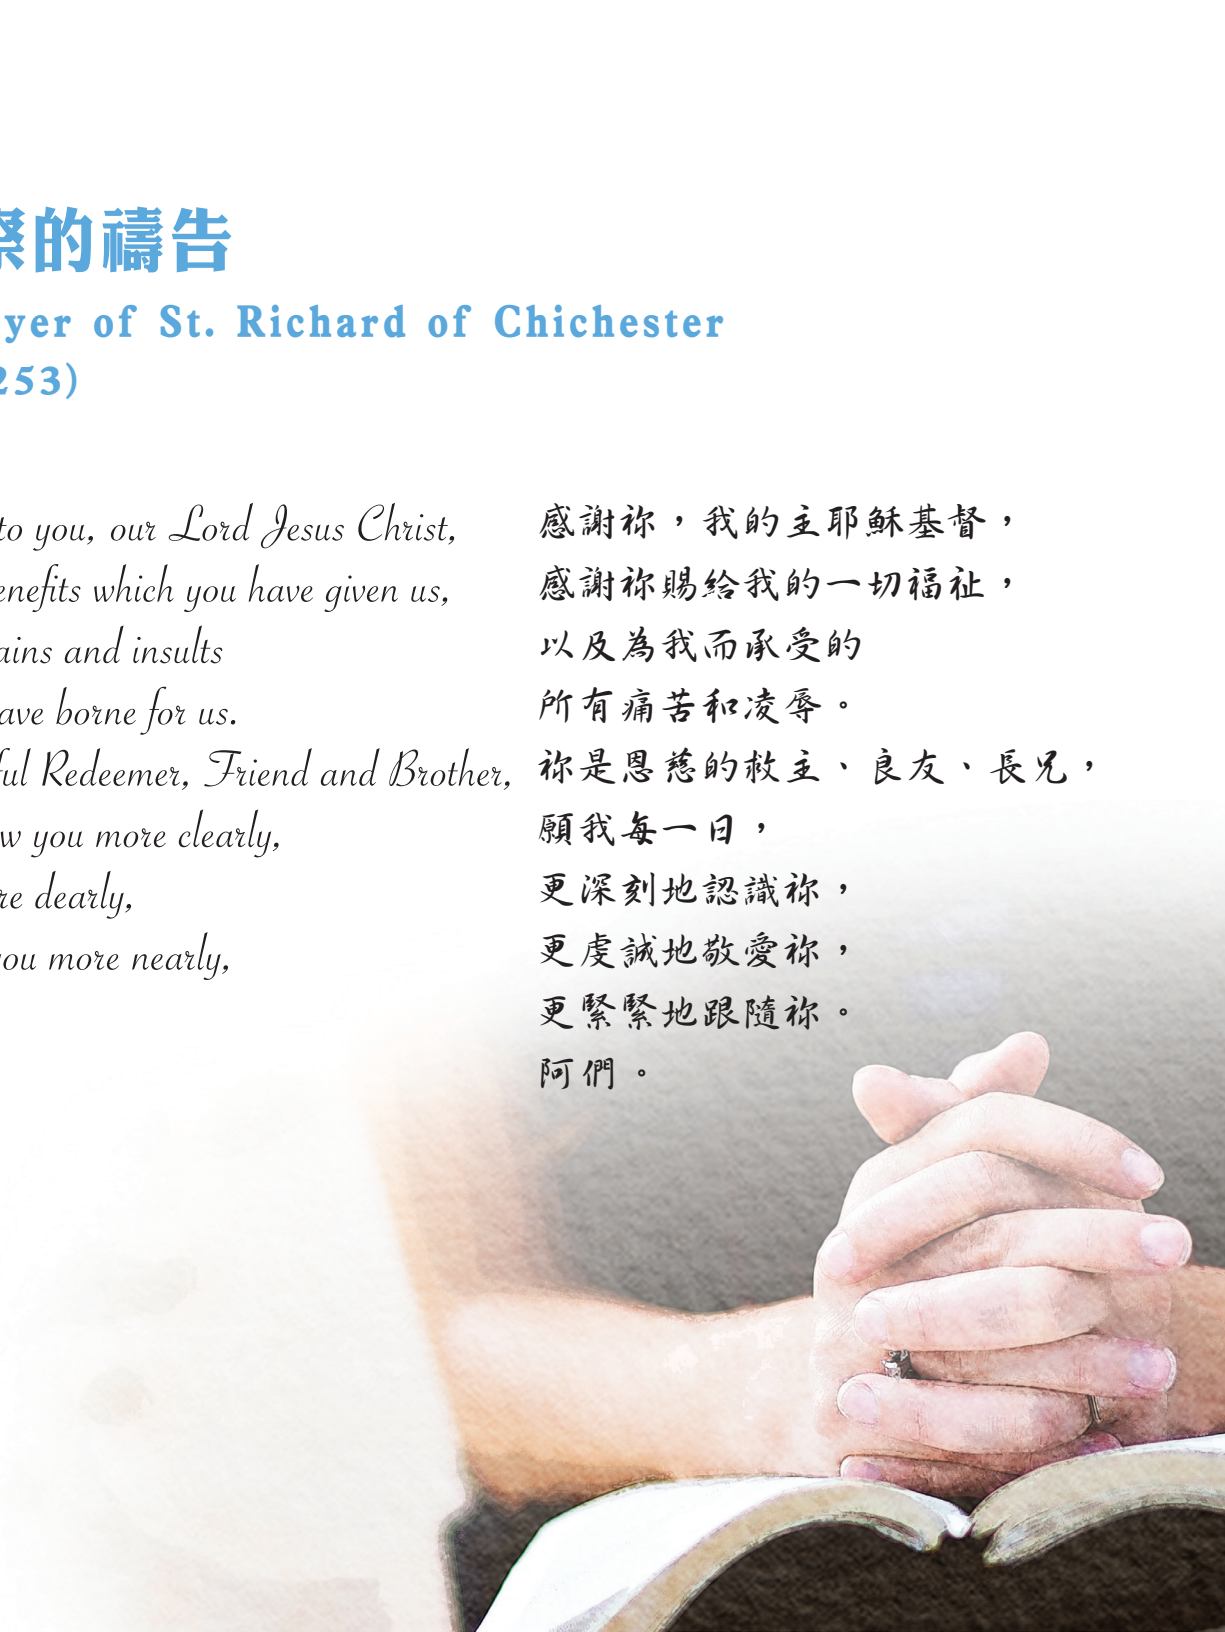 的禱告
yer of St. Richard of Chichester
253)
to you, our Lord Jesus Christ,
enefits which you have given us,
ains and insults
ave borne for us.
ful Redeemer, Friend and Brother,
w you more clearly,
re dearly,
you more nearly,
感謝祢，我的主耶穌基督，
感謝祢賜給我的一切福祉，
以及為我而承受的
所有痛苦和凌辱。
祢是恩慈的救主、良友、長兄，
願我每一日，
更深刻地認識祢，
更虔誠地敬愛祢，
更緊緊地跟隨祢。
阿們。